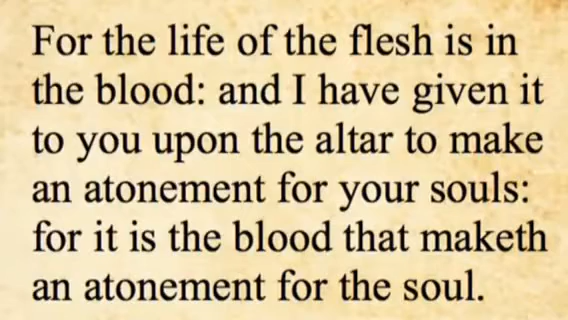 For the life of the flesh is in
the blood: and I have given it
to you upon the altar to make
an atonement for your souls:
for it is the blood that maketh
an atonement for the soul.